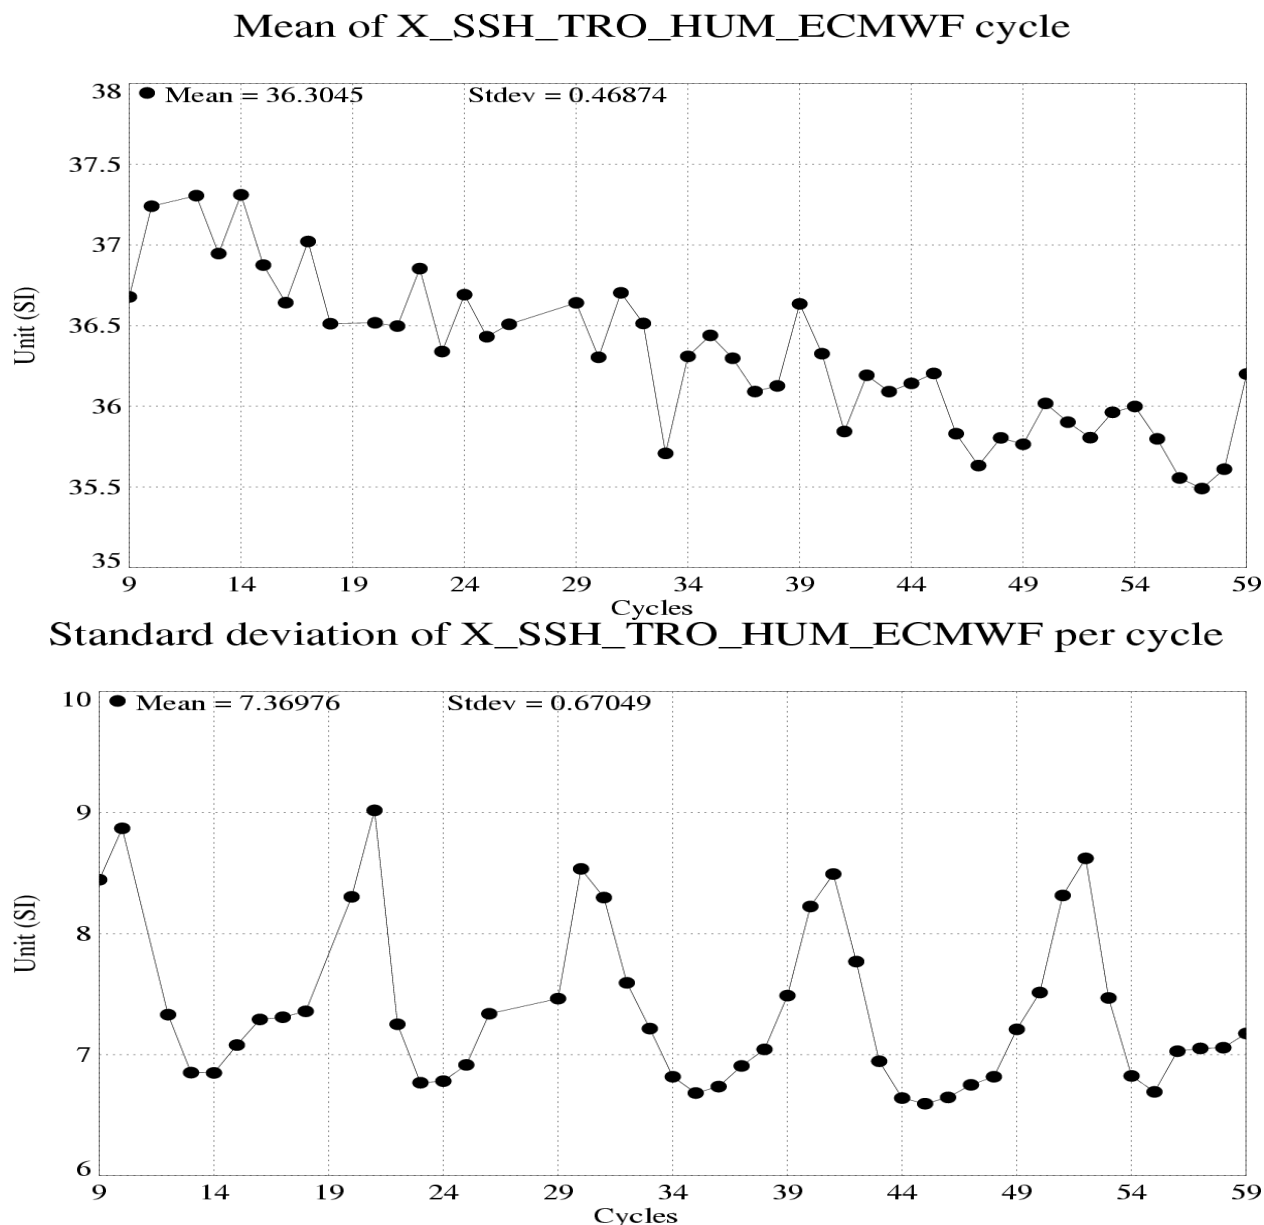 Mean of X_SSH_TRO_HUM_ECMWF cycle
38
Mean = 36.3045 Stdev = 0.46874
37.5
37
36.5
Unit (SI)
36
35.5
35
9 14 19 24 29 34 39 44 49 54 59
Cycles
Standard deviation of X_SSH_TRO_HUM_ECMWF per cycle
10
Mean = 7.36976 Stdev = 0.67049
9
8
Unit (SI)
7
6
9 14 19 24 29 34 39 44 49 54 59
Cycles